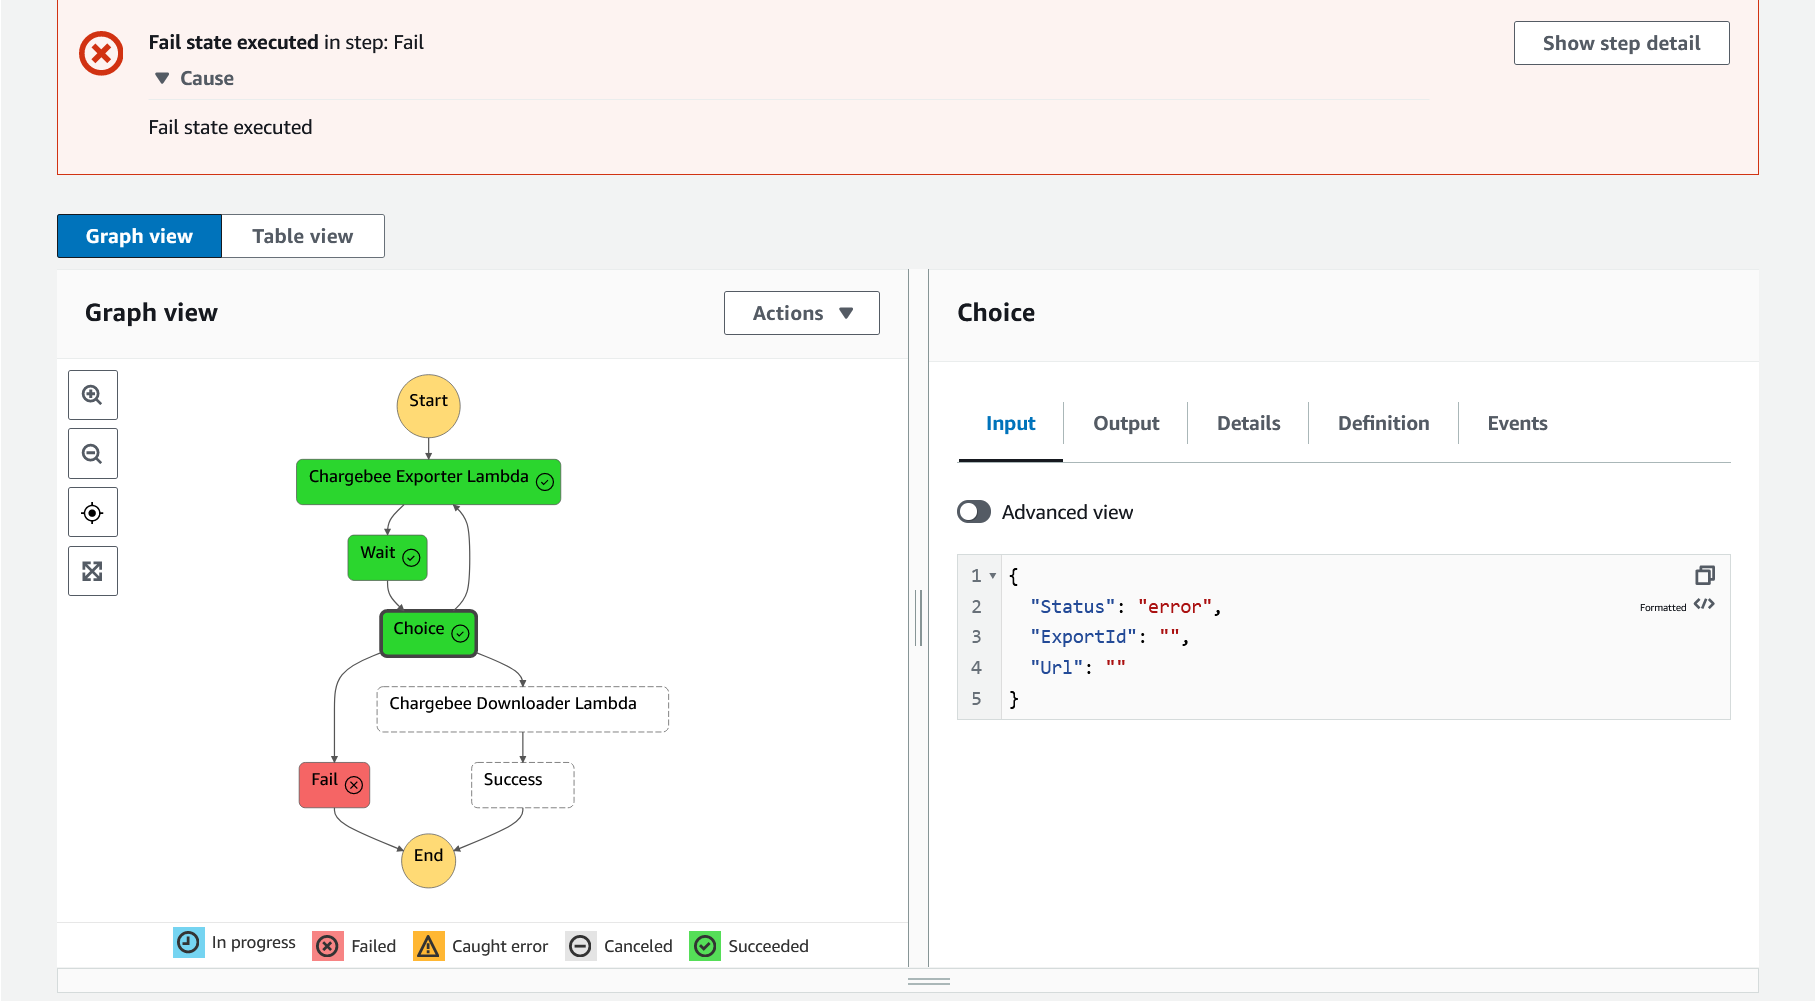 Fail state executed in step: Fail
Show step detail
Cause
Fail state executed
Graph view
Table view
Graph view
Actions
Start
Chargebee Exporter Lambda
Wait
Choice
Chargebee Downloader Lambda
Fail
Success
End
In progress
Failed
Caught error
Canceled
Succeeded
Choice
Input
Output
Details
Definition
Events
Advanced view
1 {
2 "Status": "error",
3 "ExportId": "",
4 "Url": ""
5 }
Formatted </>